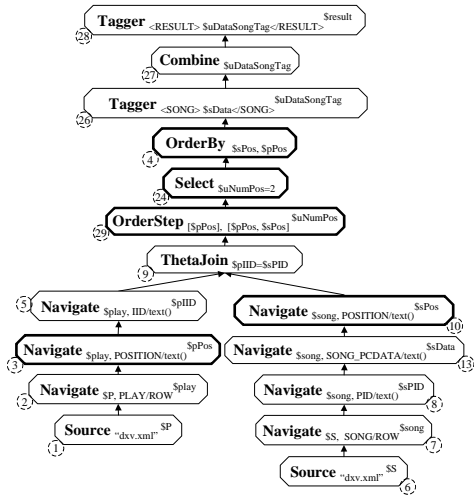 Tagger <RESULT> $uDataSongTag</RESULT> $result
28
Combine $uDataSongTag
27
Tagger <SONG> $sData</SONG> $uDataSongTag
26
OrderBy $sPos, $pPos
4
Select $uNumPos=2
24
OrderStep [$pPos], [$pPos, $sPos] $uNumPos
29
ThetaJoin $pIID=$sPID
9
5
Navigate $play, IID/text() $pIID
Navigate $play, POSITION/text() $pPos
3
Navigate $P, PLAY/ROW $play
2
Source "dxv.xml" $P
1
Navigate $song, POSITION/text() $sPos
10
Navigate $song, SONG_PCDATA/text() $sData
13
Navigate $song, PID/text() $sPID
8
Navigate $S, SONG/ROW $song
7
Source "dxv.xml" $S
6